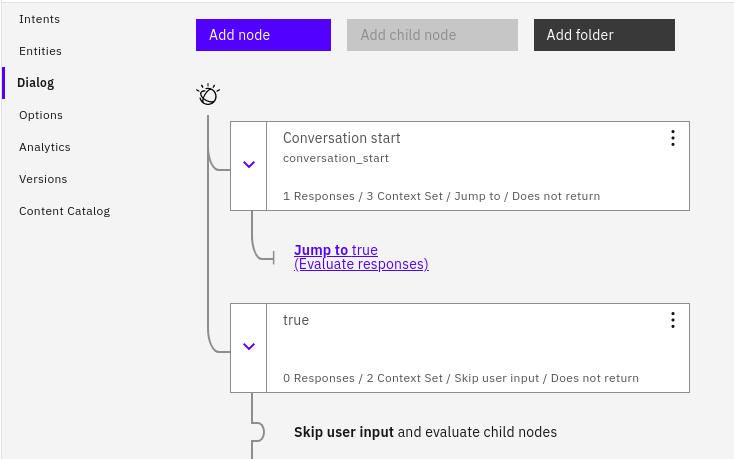 Intents
Entities
Dialog
Options
Analytics
Versions
Content Catalog
Add node
Add child node
Add folder
Conversation start
conversation_start
1 Responses / 3 Context Set / Jump to / Does not return
Jump to true
(Evaluate responses)
true
0 Responses / 2 Context Set / Skip user input / Does not return
Skip user input and evaluate child nodes